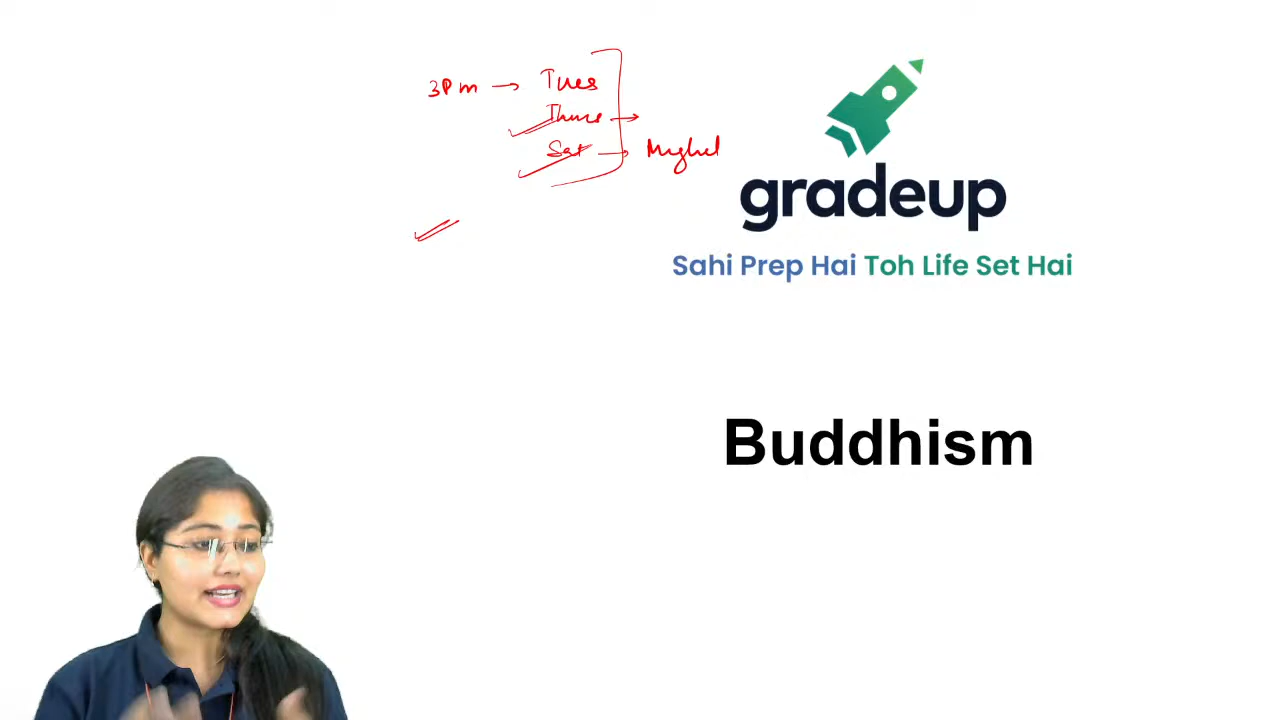 3pm → Tues
Thurs →
Sat → Mughal
gradeup
Sahi Prep Hai Toh Life Set Hai
Buddhism